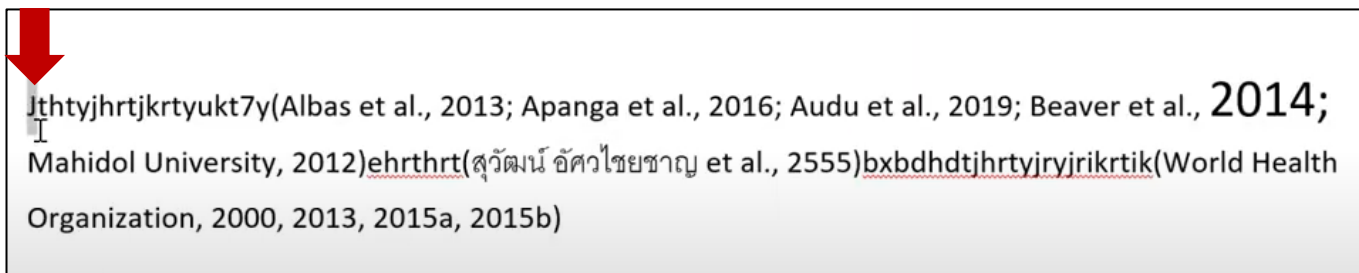 Jthtyjhrtjkrtyukt7y(Albas et al., 2013; Apanga et al., 2016; Audu et al., 2019; Beaver et al., 2014;
Mahidol University, 2012)ehrthrt(สุวัฒน์ อัศวไชยชาญ et al., 2555)bxbdhdtjhrtyjryjrikrtik(World Health
Organization, 2000, 2013, 2015a, 2015b)